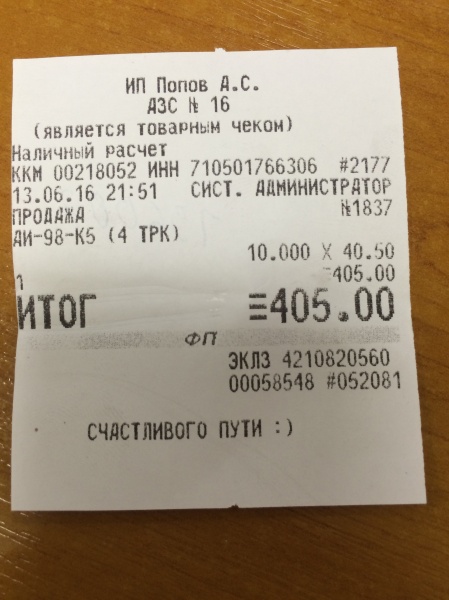 ИП Попов А.С.
АЗС № 16
(является товарным чеком)
Наличный расчет
ККМ 00218052 ИНН 710501766306 #2177
13.06.16 21:51 СИСТ. АДМИНИСТРАТОР
ПРОДАЖА №1837
АИ-98-К5 (4 ТРК)
10.000 X 40.50
1 =405.00
ИТОГ ≡405.00
ФП
ЭКЛЗ 4210820560
00058548 #052081
СЧАСТЛИВОГО ПУТИ :)